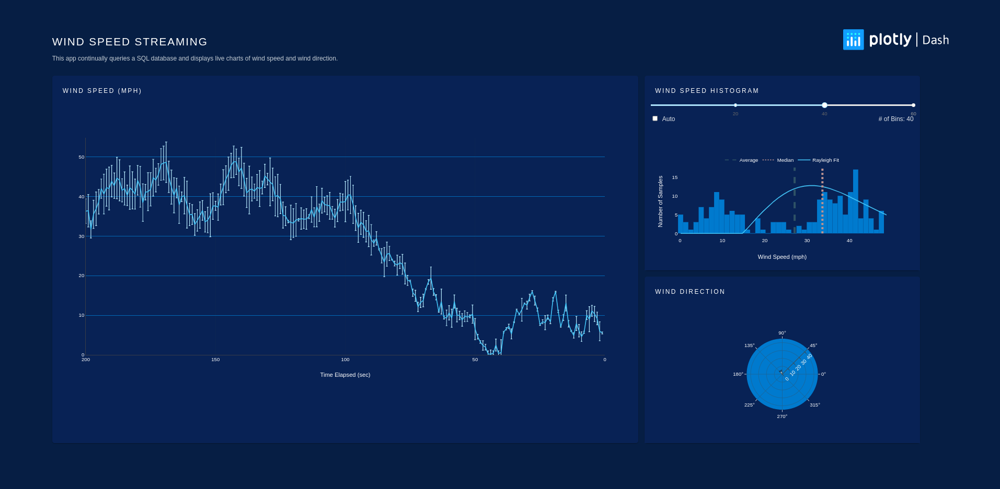 WIND SPEED STREAMING
plotly | Dash
This app continually queries a SQL database and displays live charts of wind speed and wind direction.
WIND SPEED (MPH)
50
40
30
20
10
0
200 150 100 50 0
Time Elapsed (sec)
WIND SPEED HISTOGRAM
20 40 60
Auto # of Bins: 40
Average Median Rayleigh Fit
Number of Samples
15
10
5
0
0 10 20 30 40
Wind Speed (mph)
WIND DIRECTION
90°
135° 45°
180° 0 10 20 30 40 0°
225° 315°
270°